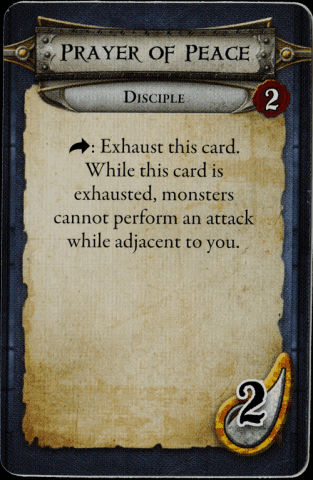 PRAYER OF PEACE
DISCIPLE
2
: Exhaust this card.
While this card is
exhausted, monsters
cannot perform an attack
while adjacent to you.
2